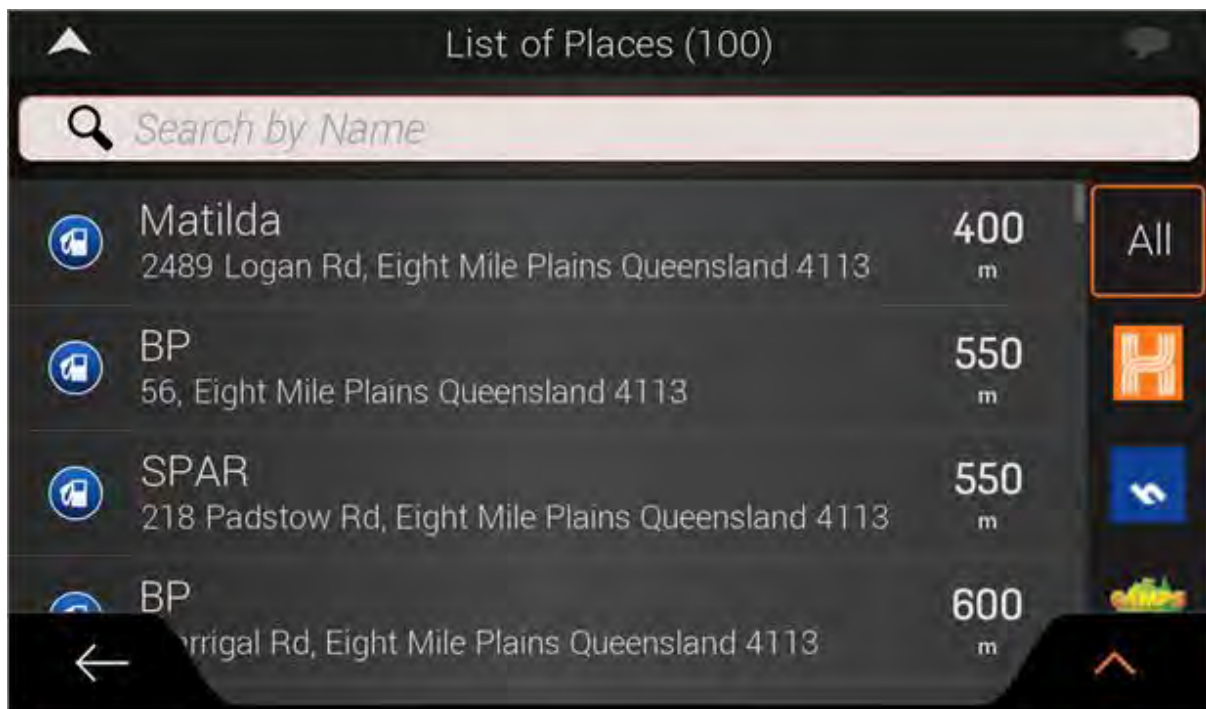 List of Places (100)
Search by Name
Matilda
400
2489 Logan Rd, Eight Mile Plains Queensland 4113
m
All
BP
550
56, Eight Mile Plains Queensland 4113
m
SPAR
550
218 Padstow Rd, Eight Mile Plains Queensland 4113
m
BP
600
Rd, Eight Mile Plains Queensland 4113
m